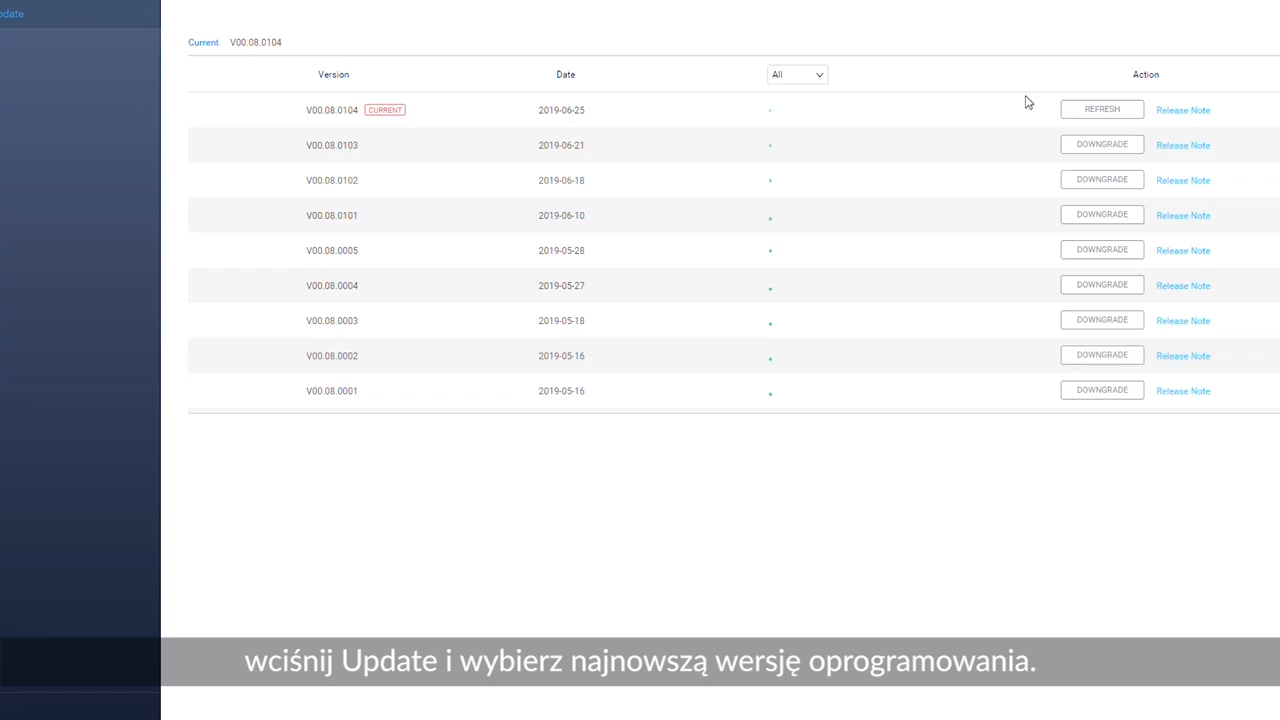 pdate
Current V00.08.0104
Version Date All Action
V00.08.0104 CURRENT 2019-06-25 REFRESH Release Note
V00.08.0103 2019-06-21 DOWNGRADE Release Note
V00.08.0102 2019-06-18 DOWNGRADE Release Note
V00.08.0101 2019-06-10 DOWNGRADE Release Note
V00.08.0005 2019-05-28 DOWNGRADE Release Note
V00.08.0004 2019-05-27 DOWNGRADE Release Note
V00.08.0003 2019-05-18 DOWNGRADE Release Note
V00.08.0002 2019-05-16 DOWNGRADE Release Note
V00.08.0001 2019-05-16 DOWNGRADE Release Note
wciśnij Update i wybierz najnowszą wersję oprogramowania.